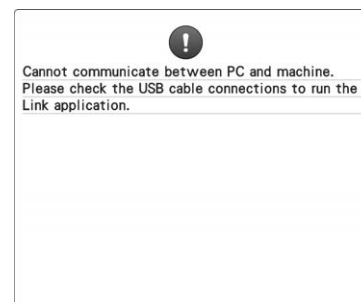 Cannot communicate between PC and machine.
Please check the USB cable connections to run the
Link application.